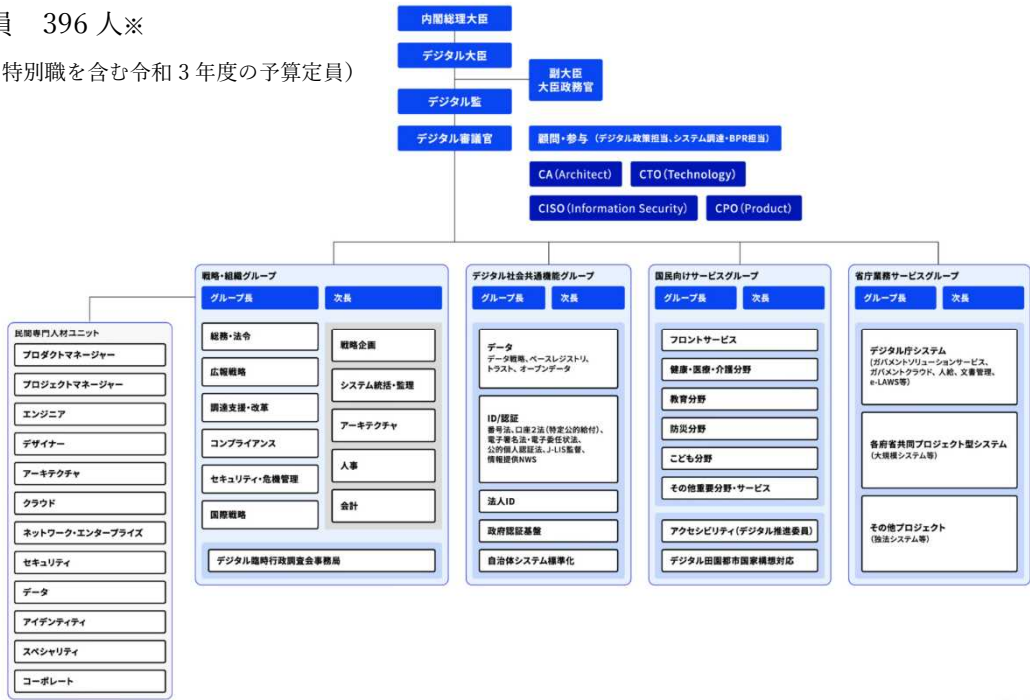 員 396 人※
特別職を含む令和 3 年度の予算定員）
内閣総理大臣
デジタル大臣
副大臣
大臣政務官
デジタル監
デジタル審議官
顧問・参与（デジタル政策担当、システム調達・BPR担当）
CA（Architect）
CTO（Technology）
CISO（Information Security）
CPO（Product）
民間専門人材ユニット
プロダクトマネージャー
プロジェクトマネージャー
エンジニア
デザイナー
アーキテクチャ
クラウド
ネットワーク・エンタープライズ
セキュリティ
データ
アイデンティティ
スペシャリティ
コーポレート
戦略・組織グループ
グループ長
次長
総務・法令
広報戦略
調達支援・改革
コンプライアンス
セキュリティ・危機管理
国際戦略
戦略企画
システム統括・監理
アーキテクチャ
人事
会計
デジタル臨時行政調査会事務局
デジタル社会共通機能グループ
グループ長
次長
データ
データ戦略、ベースレジストリ、
トラスト、オープンデータ
ID/認証
番号法、口座2法（特定公的給付）、
電子署名法・電子委任状法、
公的個人認証法、J-LIS監督、
情報提供NWS
法人ID
政府認証基盤
自治体システム標準化
国民向けサービスグループ
グループ長
次長
フロントサービス
健康・医療・介護分野
教育分野
防災分野
こども分野
その他重要分野・サービス
アクセシビリティ（デジタル推進委員）
デジタル田園都市国家構想対応
省庁業務サービスグループ
グループ長
次長
デジタル庁システム
（ガバメントソリューションサービス、
ガバメントクラウド、人給、文書管理、
e-LAWS等）
各府省共同プロジェクト型システム
（大規模システム等）
その他プロジェクト
（独法システム等）